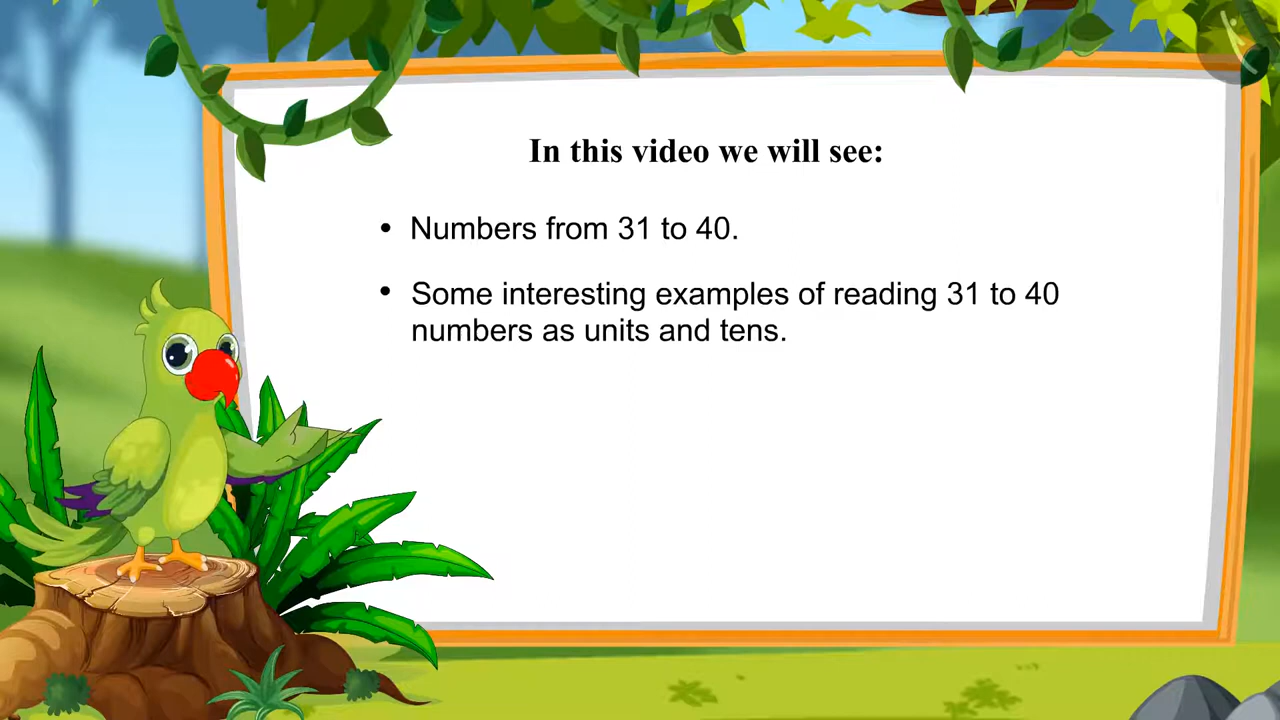 In this video we will see:
• Numbers from 31 to 40.
• Some interesting examples of reading 31 to 40
numbers as units and tens.